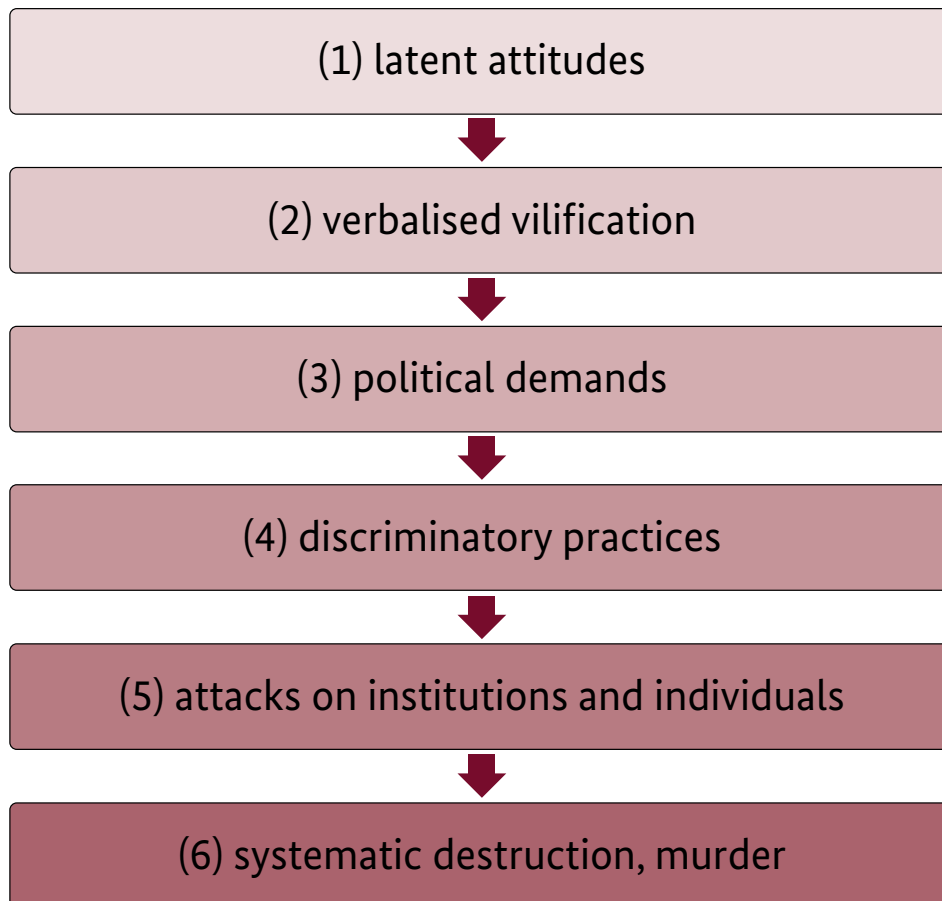 (1) latent attitudes
(2) verbalised vilification
(3) political demands
(4) discriminatory practices
(5) attacks on institutions and individuals
(6) systematic destruction, murder